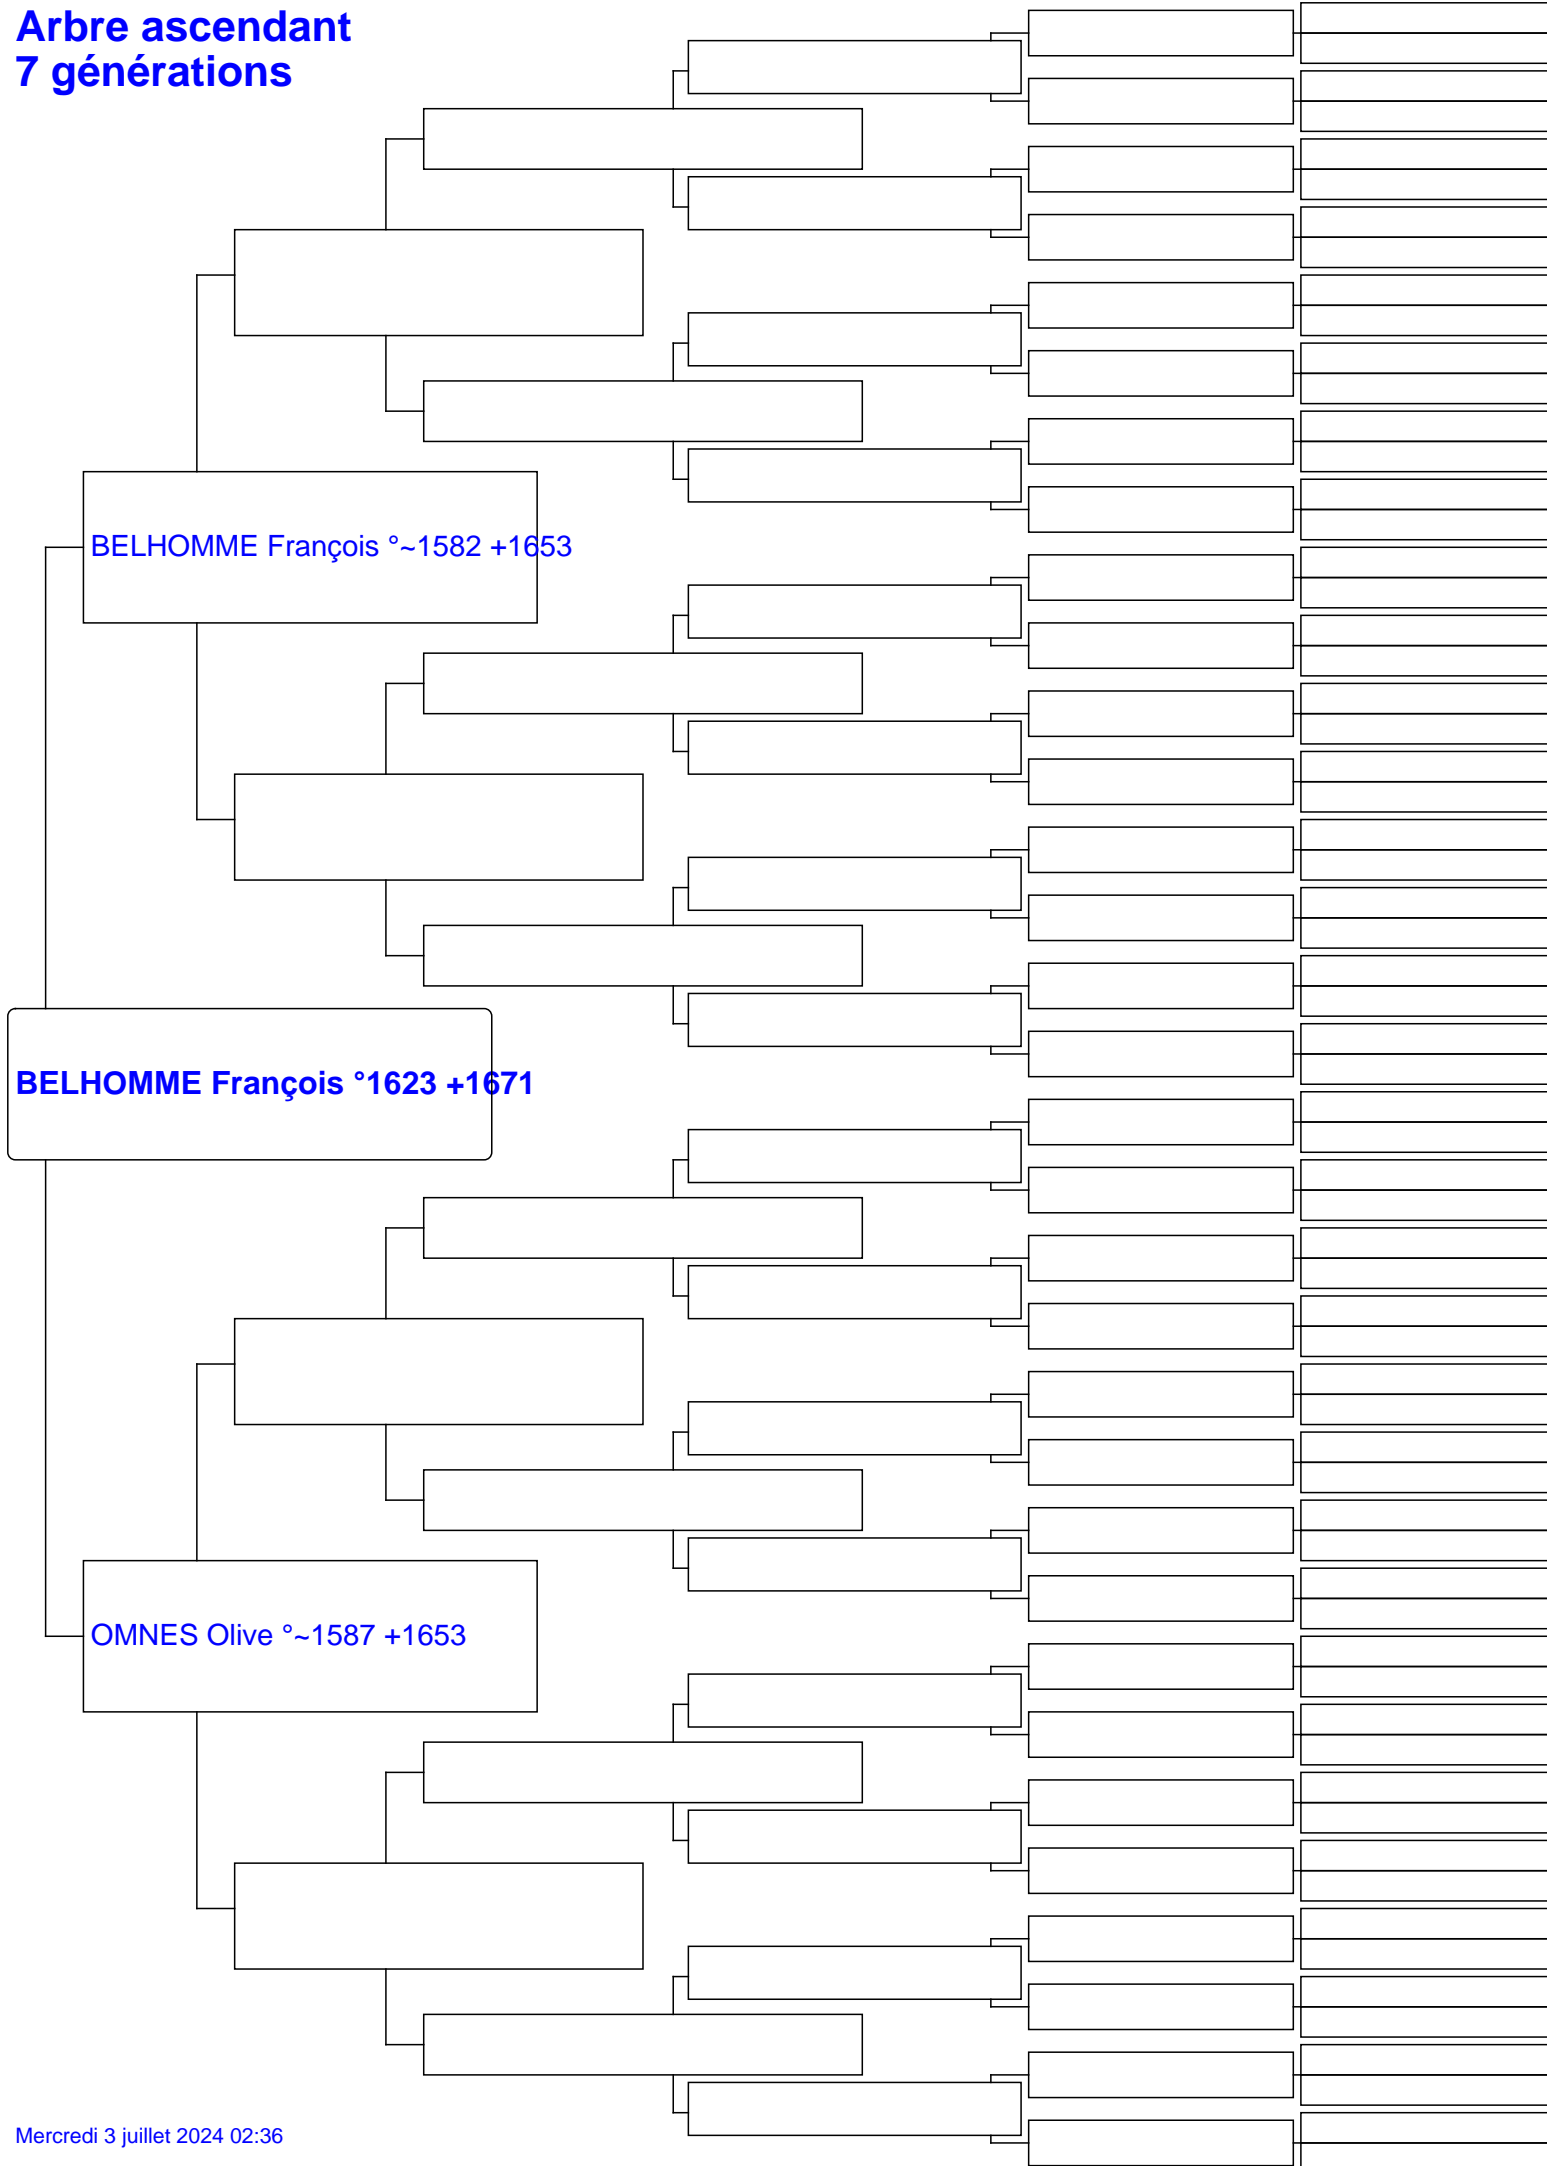 Arbre ascendant
7 générations
BELHOMME François °~1582 +1653
BELHOMME François °1623 +1671
OMNES Olive °~1587 +1653
Mercredi 3 juillet 2024 02:36